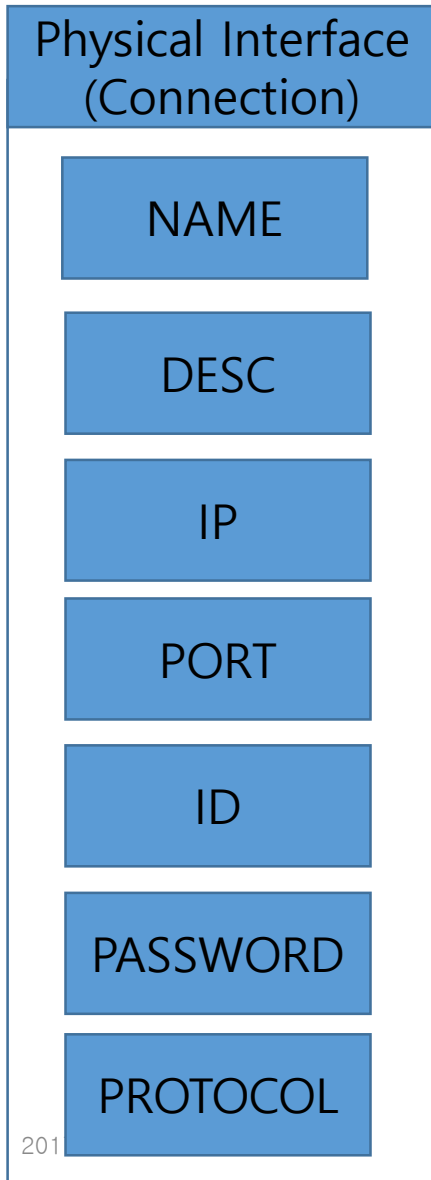 Physical Interface
(Connection)
NAME
DESC
IP
PORT
ID
PASSWORD
PROTOCOL
201